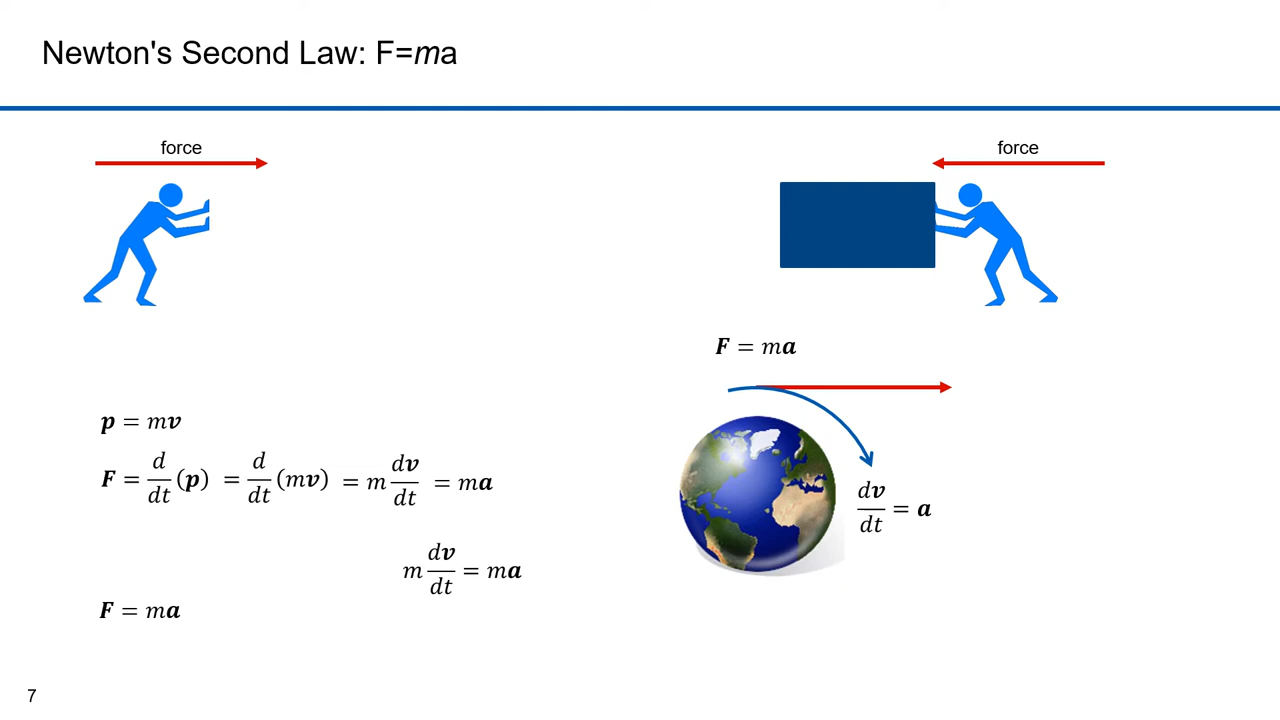 Newton's Second Law: F=ma
force
force
𝑭 = 𝑚𝒂
𝒑 = 𝑚𝒗
𝑭 = d/dt (𝒑) = d/dt (𝑚𝒗) = 𝑚 d𝒗/dt = 𝑚𝒂
d𝒗/dt = 𝒂
𝑚 d𝒗/dt = 𝑚𝒂
𝑭 = 𝑚𝒂
7